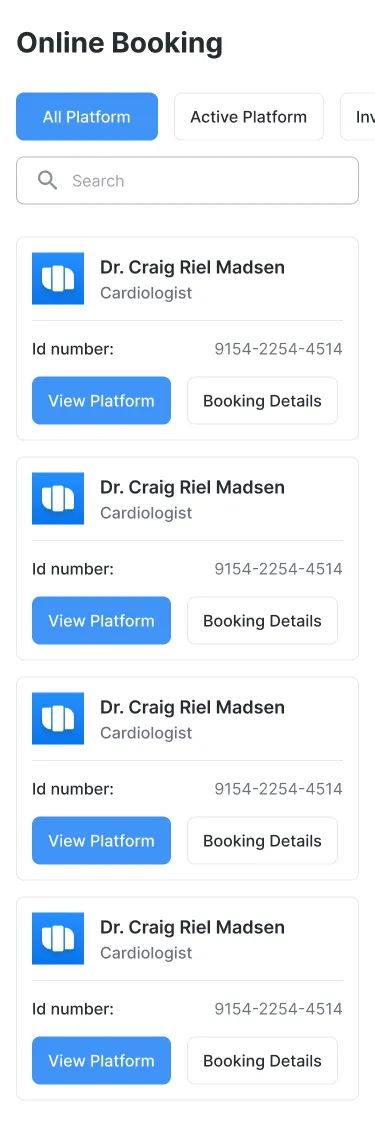 Online Booking
All Platform Active Platform
Search
Dr. Craig Riel Madsen
Cardiologist
Id number: 9154-2254-4514
View Platform Booking Details
Dr. Craig Riel Madsen
Cardiologist
Id number: 9154-2254-4514
View Platform Booking Details
Dr. Craig Riel Madsen
Cardiologist
Id number: 9154-2254-4514
View Platform Booking Details
Dr. Craig Riel Madsen
Cardiologist
Id number: 9154-2254-4514
View Platform Booking Details